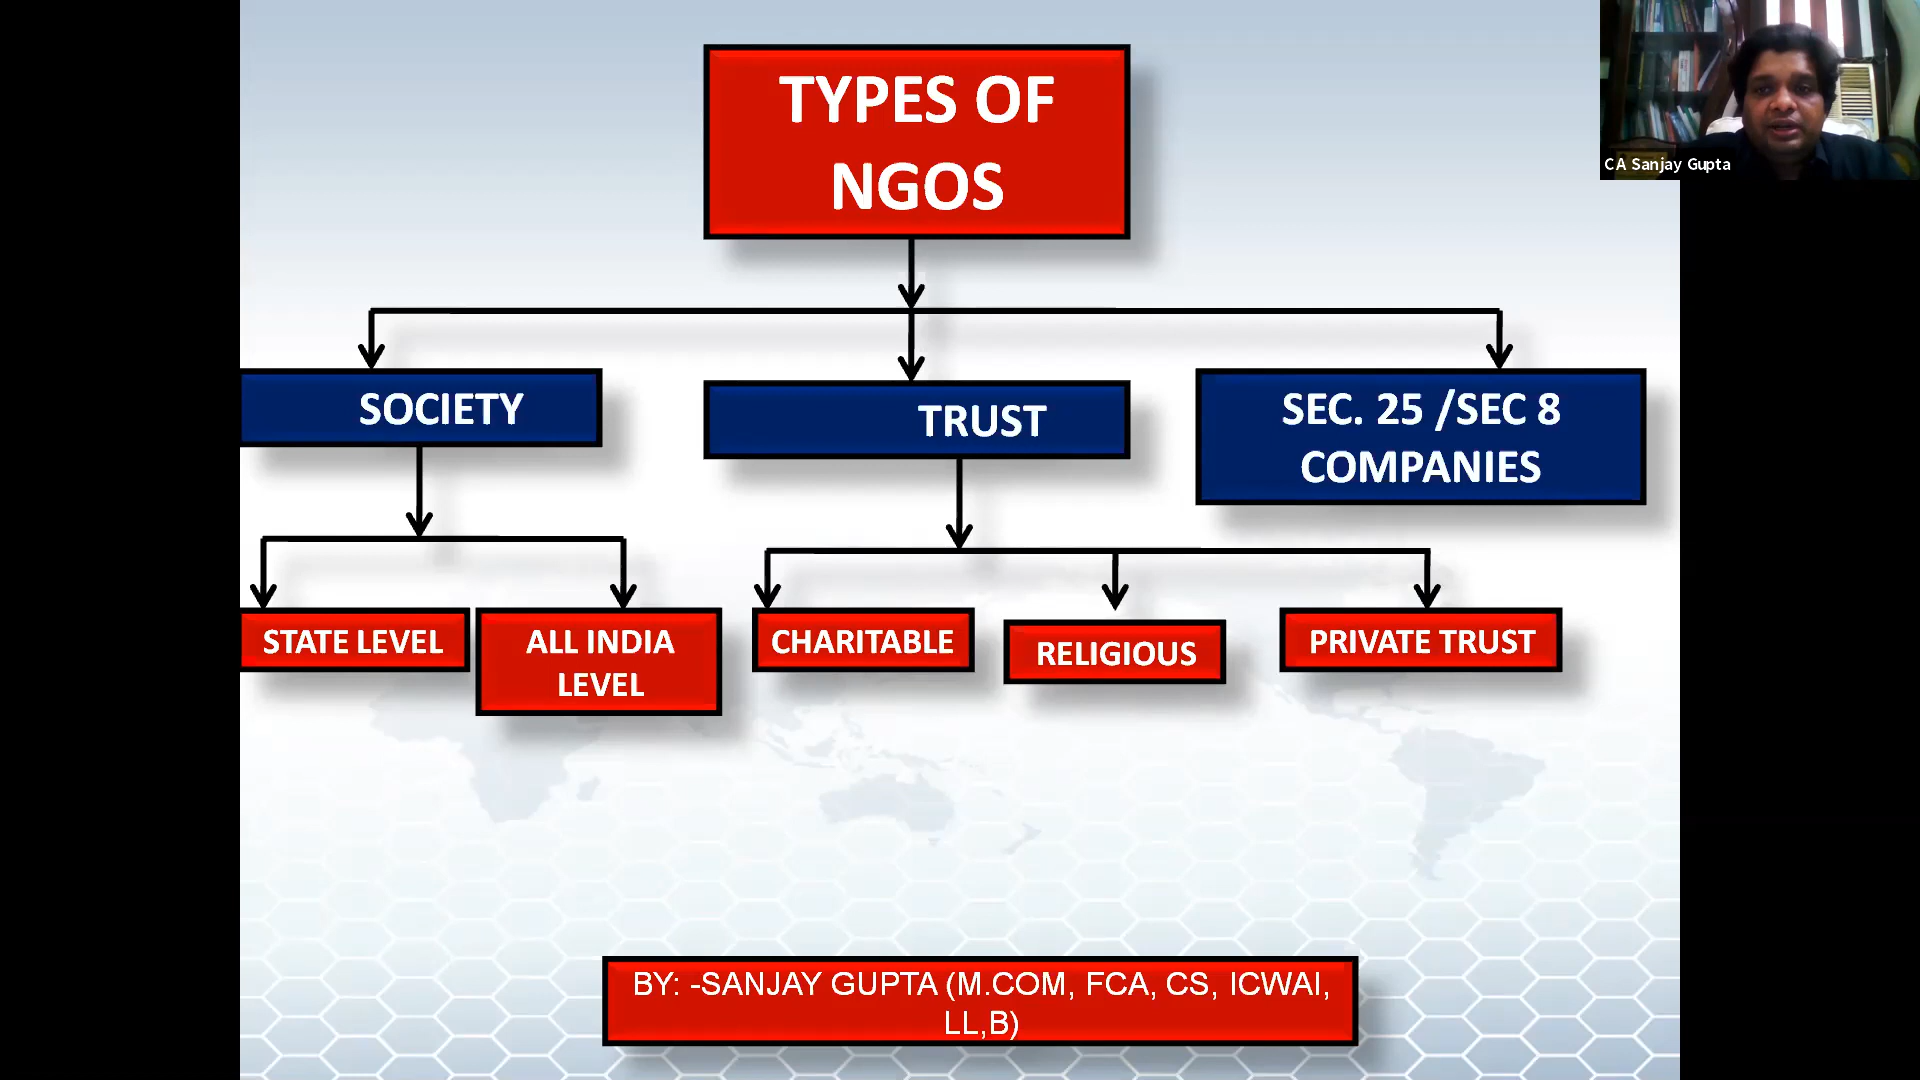 TYPES OF
NGOS
CA Sanjay Gupta
SOCIETY
TRUST
SEC. 25 /SEC 8
COMPANIES
STATE LEVEL
ALL INDIA
LEVEL
CHARITABLE
RELIGIOUS
PRIVATE TRUST
BY: -SANJAY GUPTA (M.COM, FCA, CS, ICWAI,
LL,B)